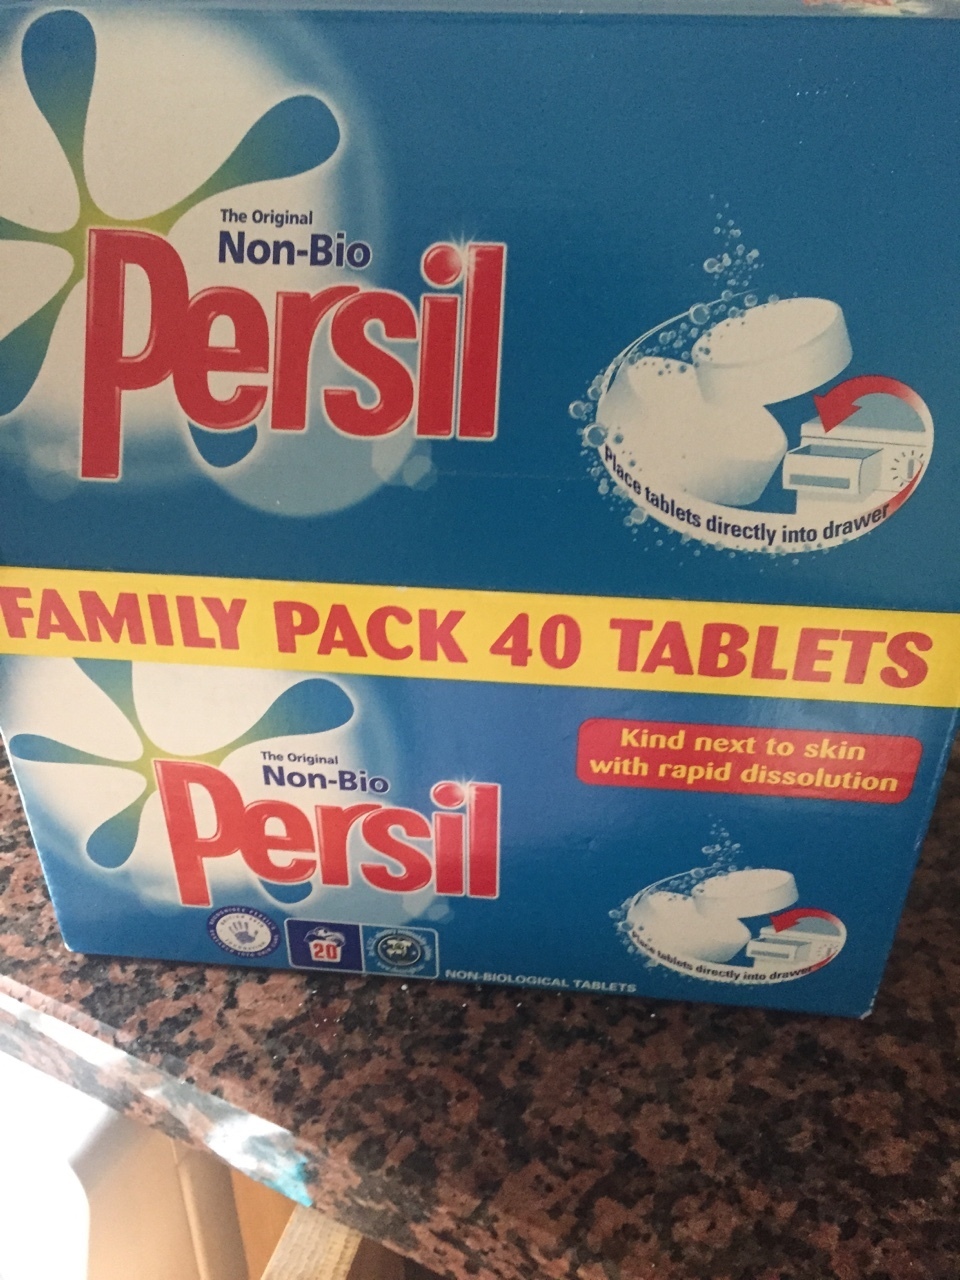 The Original
Non-Bio
Persil
Place tablets directly into drawer
FAMILY PACK 40 TABLETS
Kind next to skin
with rapid dissolution
The Original
Non-Bio
Persil
20
Place tablets directly into drawer
NON-BIOLOGICAL TABLETS